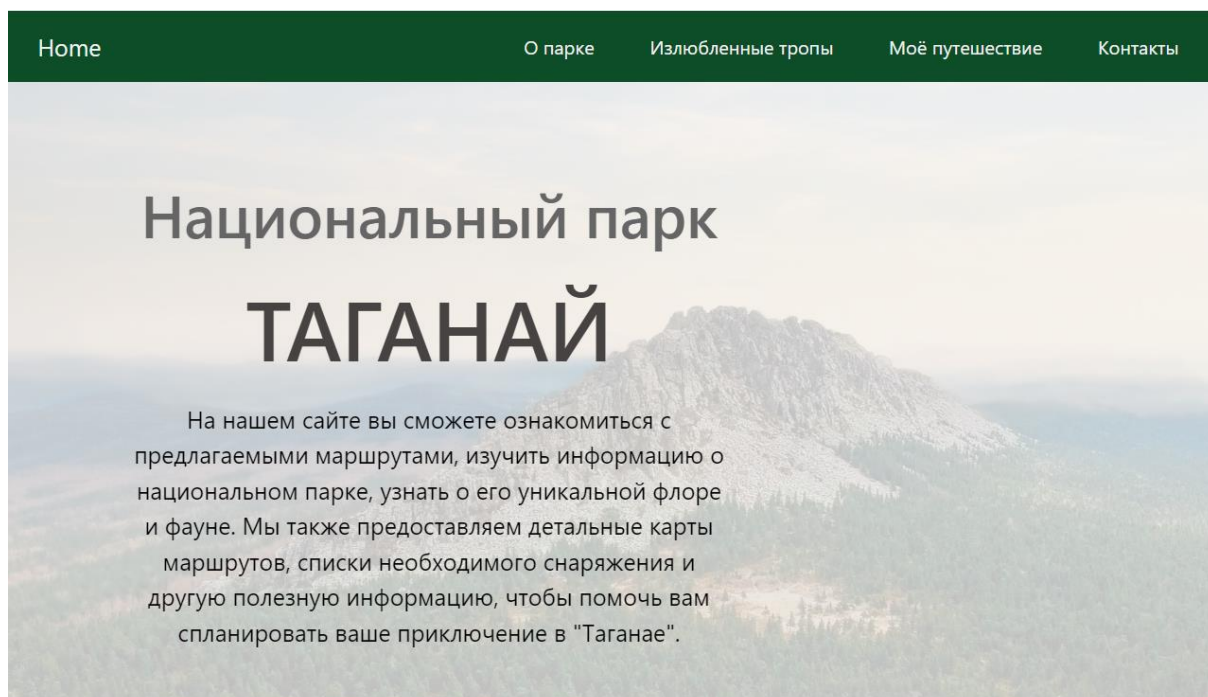 Home О парке Излюбленные тропы Моё путешествие Контакты
Национальный парк
ТАГАНАЙ
На нашем сайте вы сможете ознакомиться с
предлагаемыми маршрутами, изучить информацию о
национальном парке, узнать о его уникальной флоре
и фауне. Мы также предоставляем детальные карты
маршрутов, списки необходимого снаряжения и
другую полезную информацию, чтобы помочь вам
спланировать ваше приключение в "Таганае".